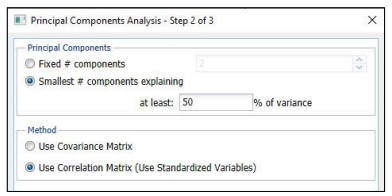 Principal Components Analysis - Step 2 of 3
Principal Components
Fixed # components 2
Smallest # components explaining
at least: 50 % of variance
Method
Use Covariance Matrix
Use Correlation Matrix (Use Standardized Variables)